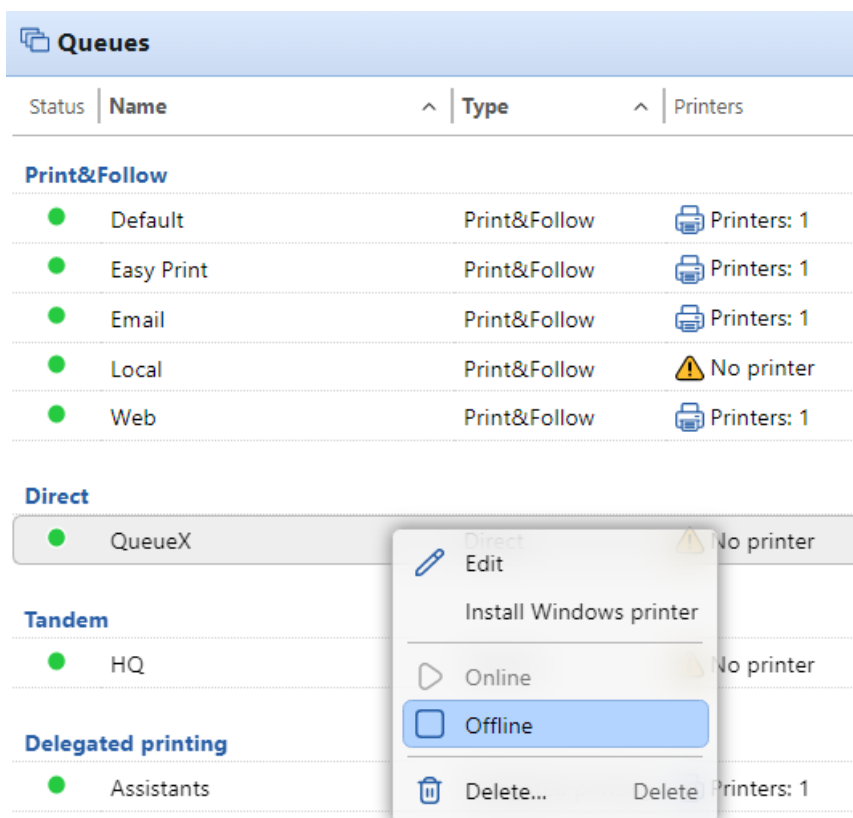 Queues
Status Name Type Printers
Print&Follow
Default Print&Follow Printers: 1
Easy Print Print&Follow Printers: 1
Email Print&Follow Printers: 1
Local Print&Follow No printer
Web Print&Follow Printers: 1
Direct
QueueX Direct No printer
Edit
Install Windows printer
Tandem
HQ No printer
Online
Offline
Delegated printing
Assistants Printers: 1
Delete... Delete